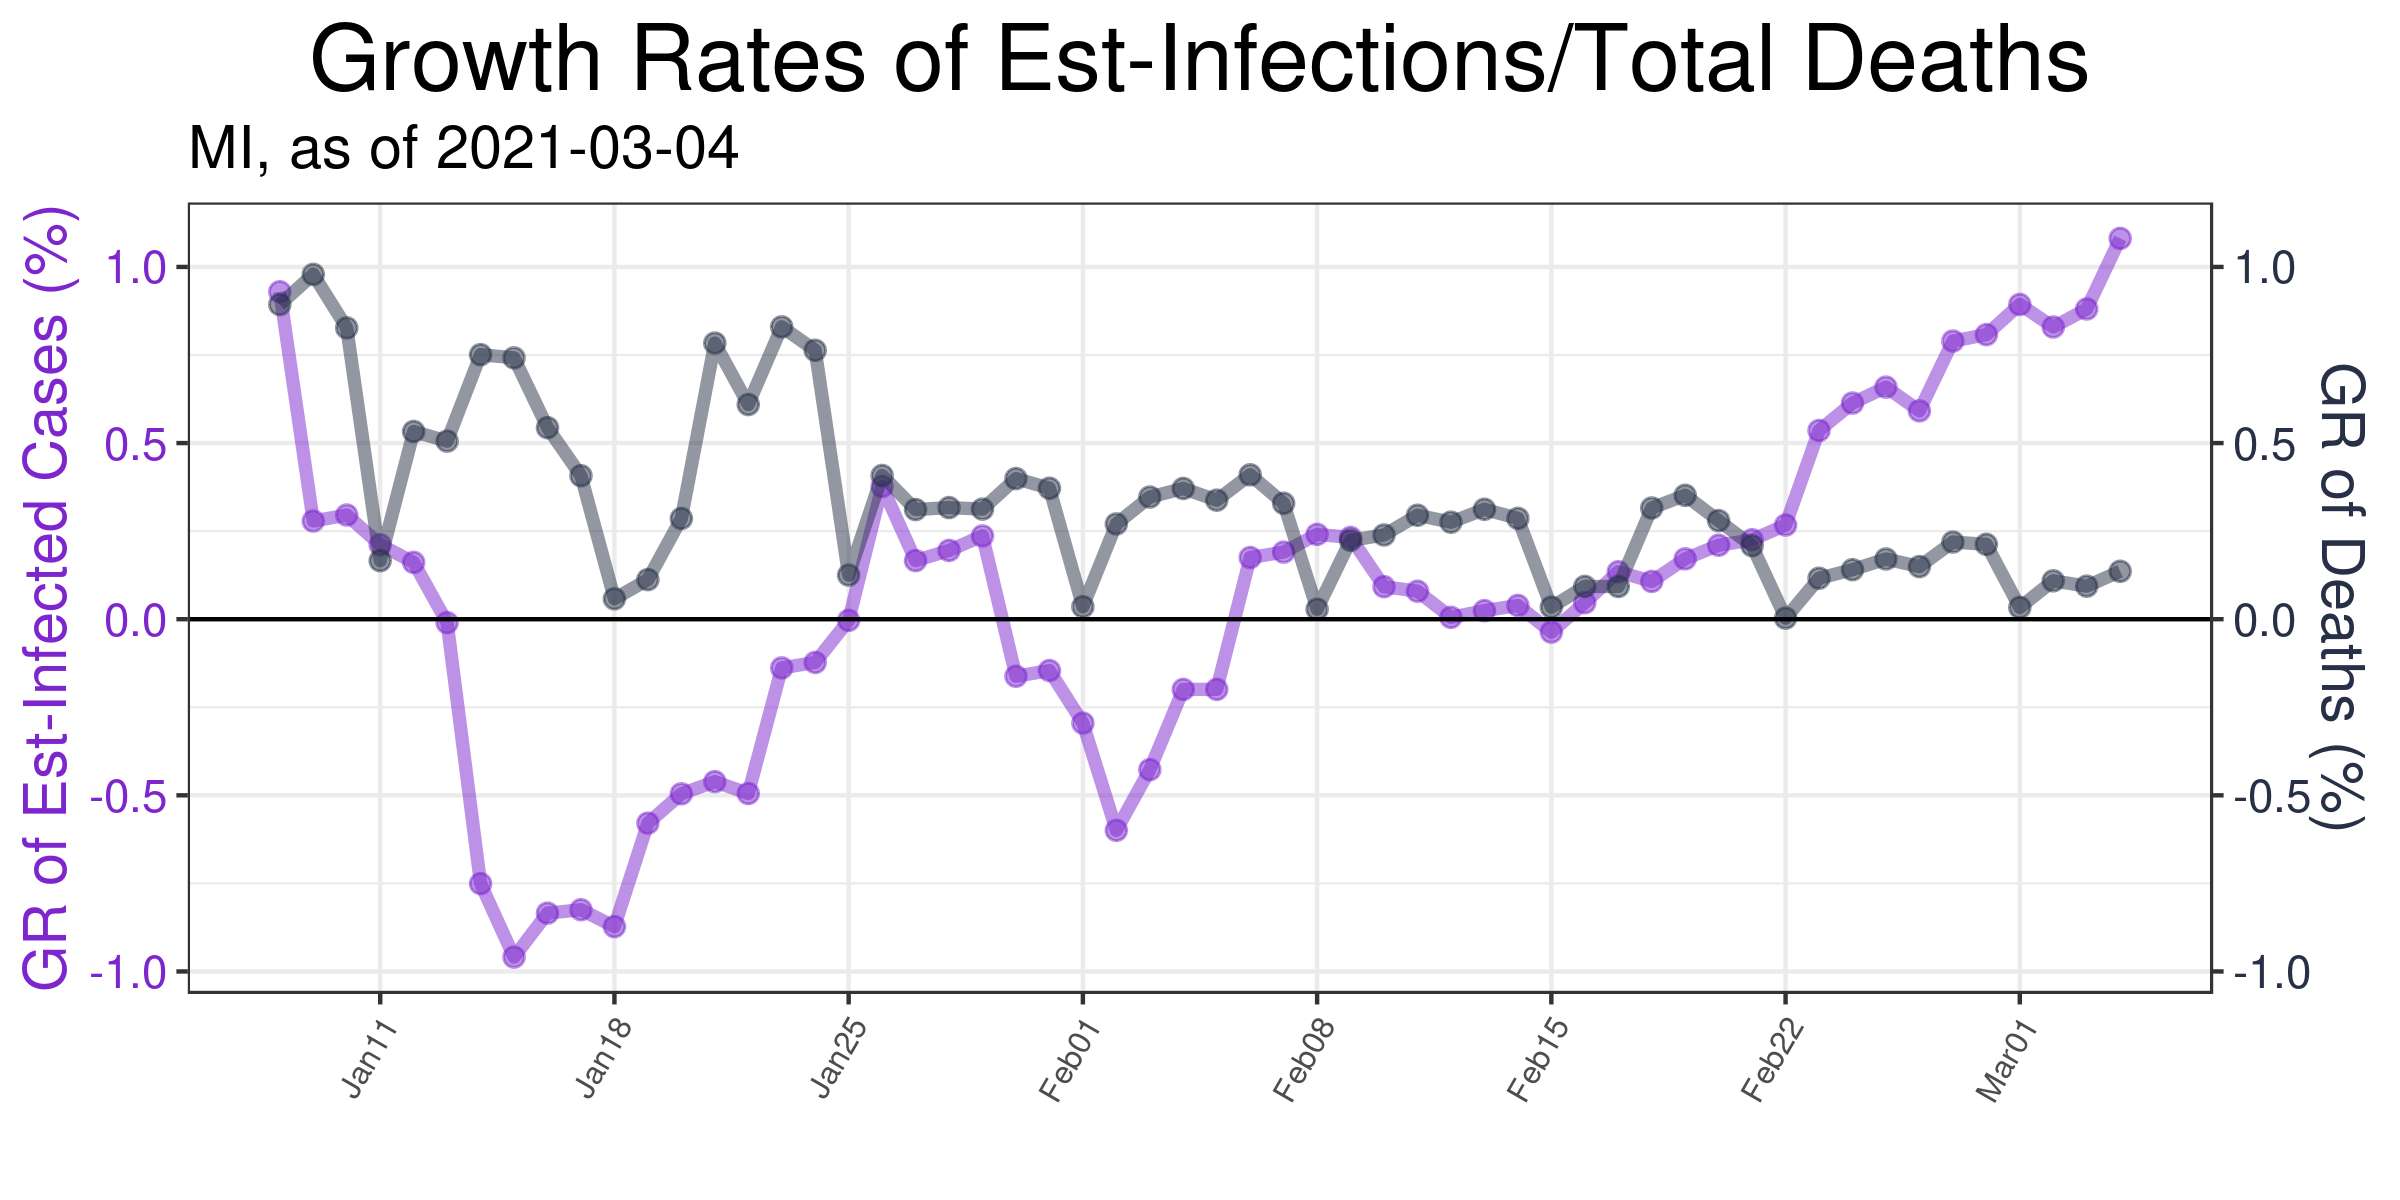 Growth Rates of Est-Infections/Total Deaths
MI, as of 2021-03-04
GR of Est-Infected Cases (%)
1.0
0.5
0.0
-0.5
-1.0
1.0
0.5
0.0
-0.5
-1.0
GR of Deaths (%)
Jan11
Jan18
Jan25
Feb01
Feb08
Feb15
Feb22
Mar01